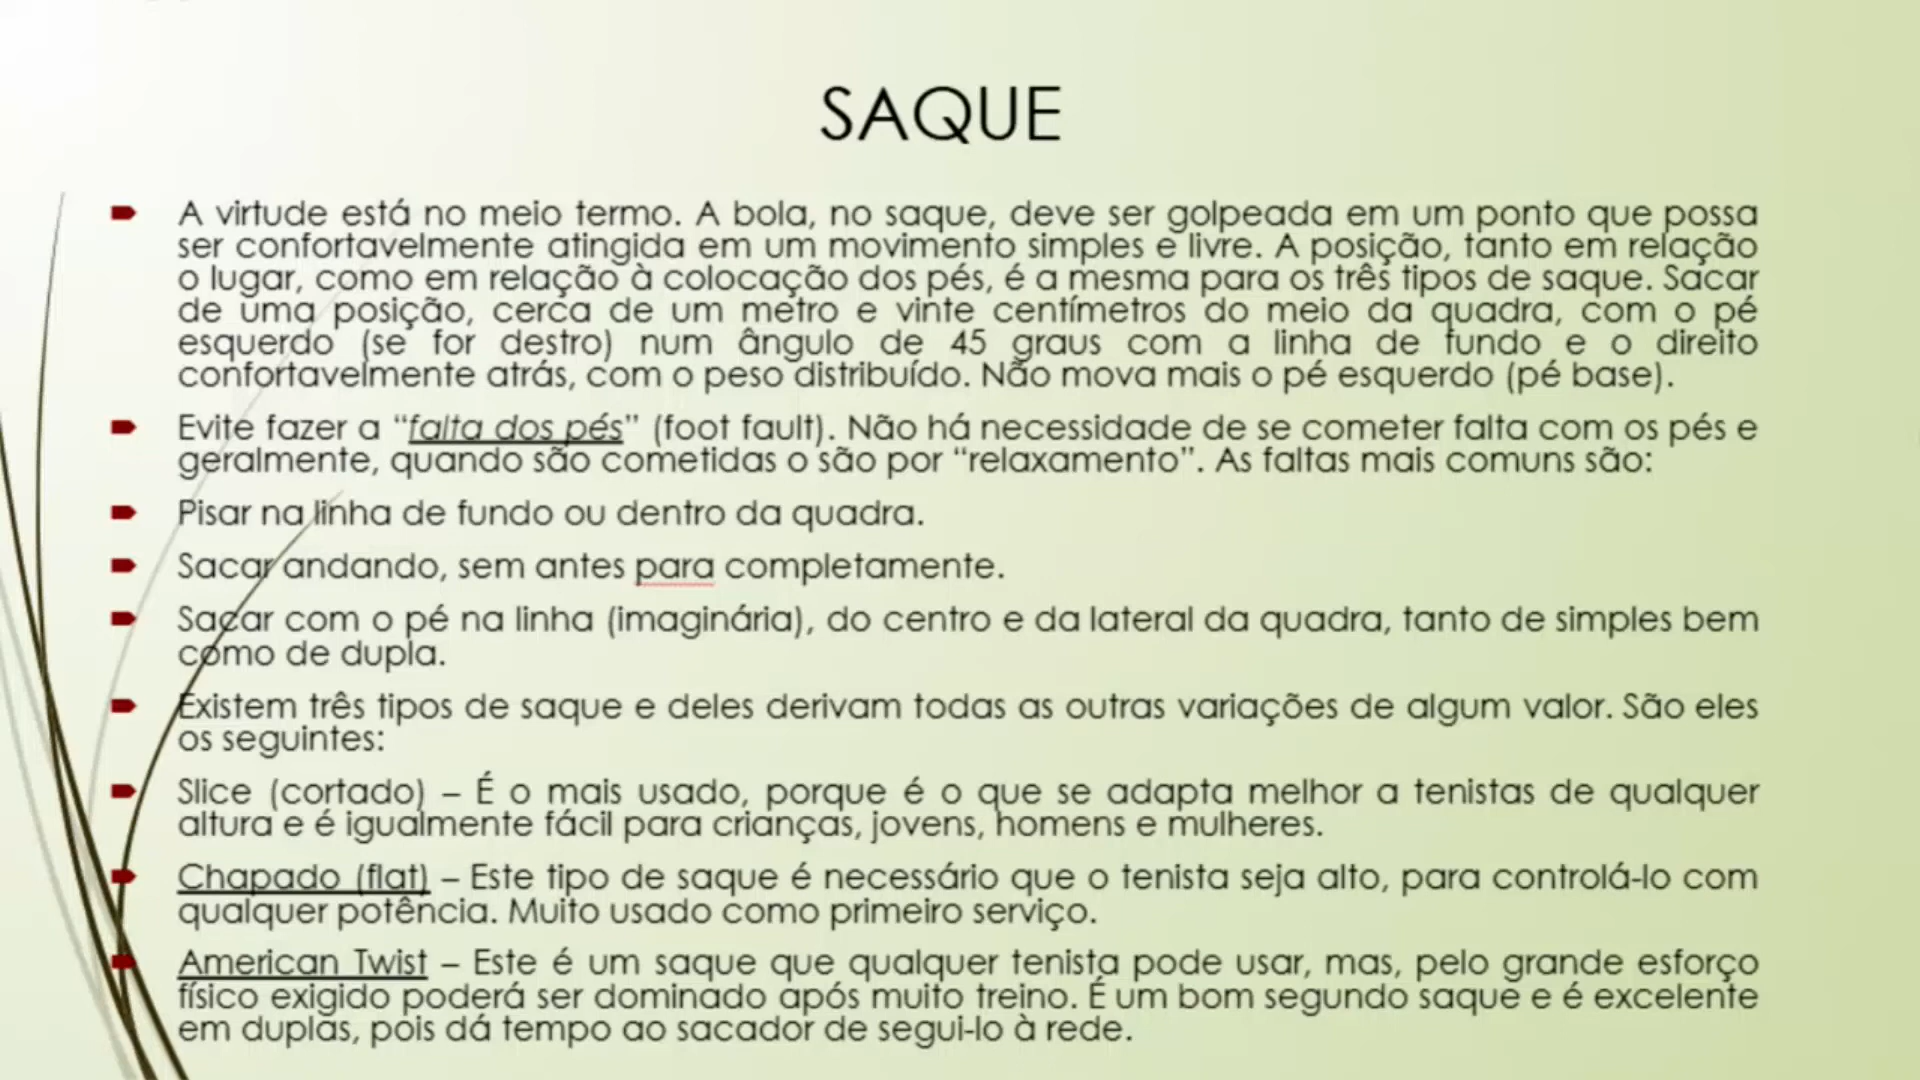 SAQUE
A virtude está no meio termo. A bola, no saque, deve ser golpeada em um ponto que possa
ser confortavelmente atingida em um movimento simples e livre. A posição, tanto em relação
o lugar, como em relação à colocação dos pés, é a mesma para os três tipos de saque. Sacar
de uma posição, cerca de um metro e vinte centímetros do meio da quadra, com o pé
esquerdo (se for destro) num ângulo de 45 graus com a linha de fundo e o direito
confortavelmente atrás, com o peso distribuído. Não mova mais o pé esquerdo (pé base).
Evite fazer a “falta dos pés” (foot fault). Não há necessidade de se cometer falta com os pés e
geralmente, quando são cometidas o são por “relaxamento”. As faltas mais comuns são:
Pisar na linha de fundo ou dentro da quadra.
Sacar andando, sem antes para completamente.
Sacar com o pé na linha (imaginária), do centro e da lateral da quadra, tanto de simples bem
como de dupla.
Existem três tipos de saque e deles derivam todas as outras variações de algum valor. São eles
os seguintes:
Slice (cortado) – É o mais usado, porque é o que se adapta melhor a tenistas de qualquer
altura e é igualmente fácil para crianças, jovens, homens e mulheres.
Chapado (flat) – Este tipo de saque é necessário que o tenista seja alto, para controlá-lo com
qualquer potência. Muito usado como primeiro serviço.
American Twist – Este é um saque que qualquer tenista pode usar, mas, pelo grande esforço
físico exigido poderá ser dominado após muito treino. É um bom segundo saque e é excelente
em duplas, pois dá tempo ao sacador de segui-lo à rede.